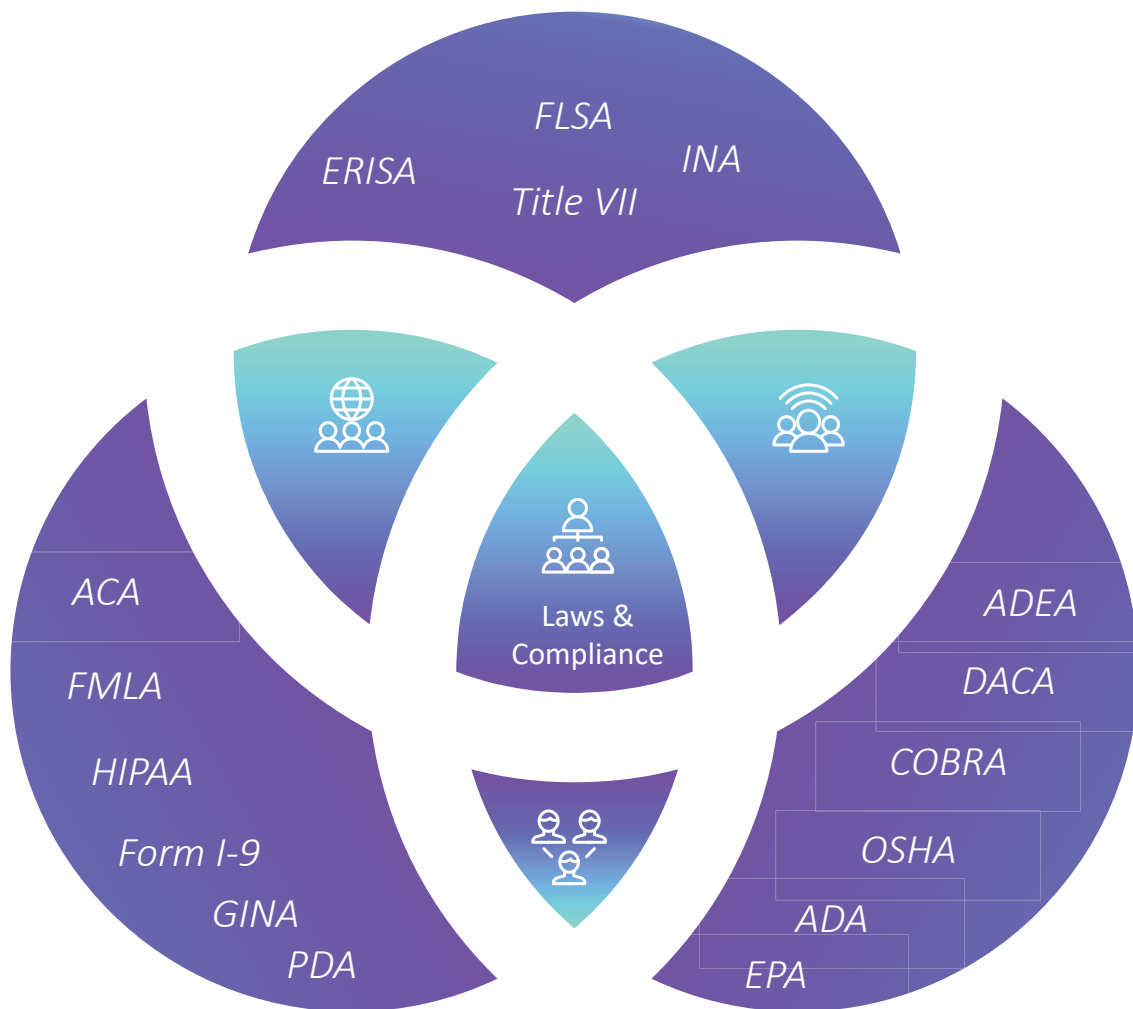 FLSA
INA
ERISA
Title VII
Laws &
Compliance
ACA
FMLA
HIPAA
Form I-9
GINA
PDA
ADEA
DACA
COBRA
OSHA
ADA
EPA